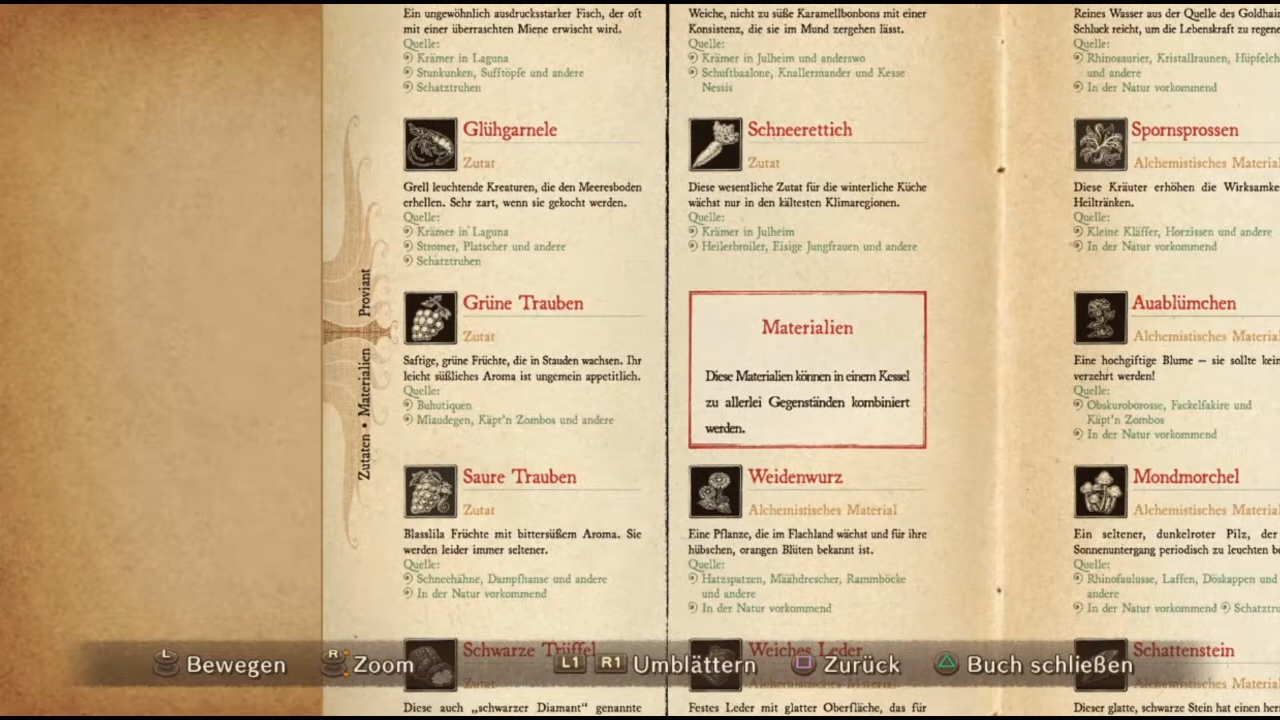 Ein ungewöhnlich ausdrucksstarker Fisch, der oft
mit einer überraschten Miene erwischt wird.
Quelle:
Krämer in Laguna
Stunkunken, Sufftöpfe und andere
Schatztruhen
Glühgarnele
Zutat
Grell leuchtende Kreaturen, die den Meeresboden
erhellen. Sehr zart, wenn sie gekocht werden.
Quelle:
Krämer in Laguna
Stromer, Platscher und andere
Schatztruhen
Grüne Trauben
Zutat
Saftige, grüne Früchte, die in Stauden wachsen. Ihr
leicht süßliches Aroma ist ungemein appetitlich.
Quelle:
Buhutiquen
Miaudegen, Käpt'n Zombos und andere
Saure Trauben
Zutat
Blasslila Früchte mit bittersüßem Aroma. Sie
werden leider immer seltener.
Quelle:
Schneehähne, Dampfhanse und andere
In der Natur vorkommend
Schwarze Trüffel
Zutat
Diese auch „schwarzer Diamant“ genannte
Zutaten • Materialien Proviant
Weiche, nicht zu süße Karamellbonbons mit einer
Konsistenz, die sie im Mund zergehen lässt.
Quelle:
Krämer in Julheim und anderswo
Schuftbaalone, Knallermander und Kesse
Nessis
Schneerettich
Zutat
Diese wesentliche Zutat für die winterliche Küche
wächst nur in den kältesten Klimaregionen.
Quelle:
Krämer in Julheim
Heilerbroiler, Eisige Jungfrauen und andere
Materialien
Diese Materialien können in einem Kessel
zu allerlei Gegenständen kombiniert
werden.
Weidenwurz
Alchemistisches Material
Eine Pflanze, die im Flachland wächst und für ihre
hübschen, orangen Blüten bekannt ist.
Quelle:
Hatzspatzen, Määhdrescher, Rammböcke
und andere
In der Natur vorkommend
Weiches Leder
Alchemistisches Material
Festes Leder mit glatter Oberfläche, das für
Reines Wasser aus der Quelle des
Schluck reicht, um die Lebenskraft zu
Quelle:
Rhinosaurier, Kristallraunen,
und andere
In der Natur vorkommend
Spornsprossen
Alchemistisches Material
Diese Kräuter erhöhen die
Heiltränken.
Quelle:
Kleine Kläffer, Horzissen und andere
In der Natur vorkommend
Auablümchen
Alchemistisches Material
Eine hochgiftige Blume – sie sollte
verzehrt werden!
Quelle:
Obskuroborosse, Fackelfakire und
Käpt'n Zombos
In der Natur vorkommend
Mondmorchel
Alchemistisches Material
Ein seltener, dunkelroter Pilz, der
Sonnenuntergang periodisch zu leuchten
Quelle:
Rhinofaulusse, Laffen, Döskappen und
andere
In der Natur vorkommend
Schattenstein
Alchemistisches Material
Dieser glatte, schwarze Stein hat einen
L Bewegen R Zoom L1 R1 Umblättern Zurück Buch schließen